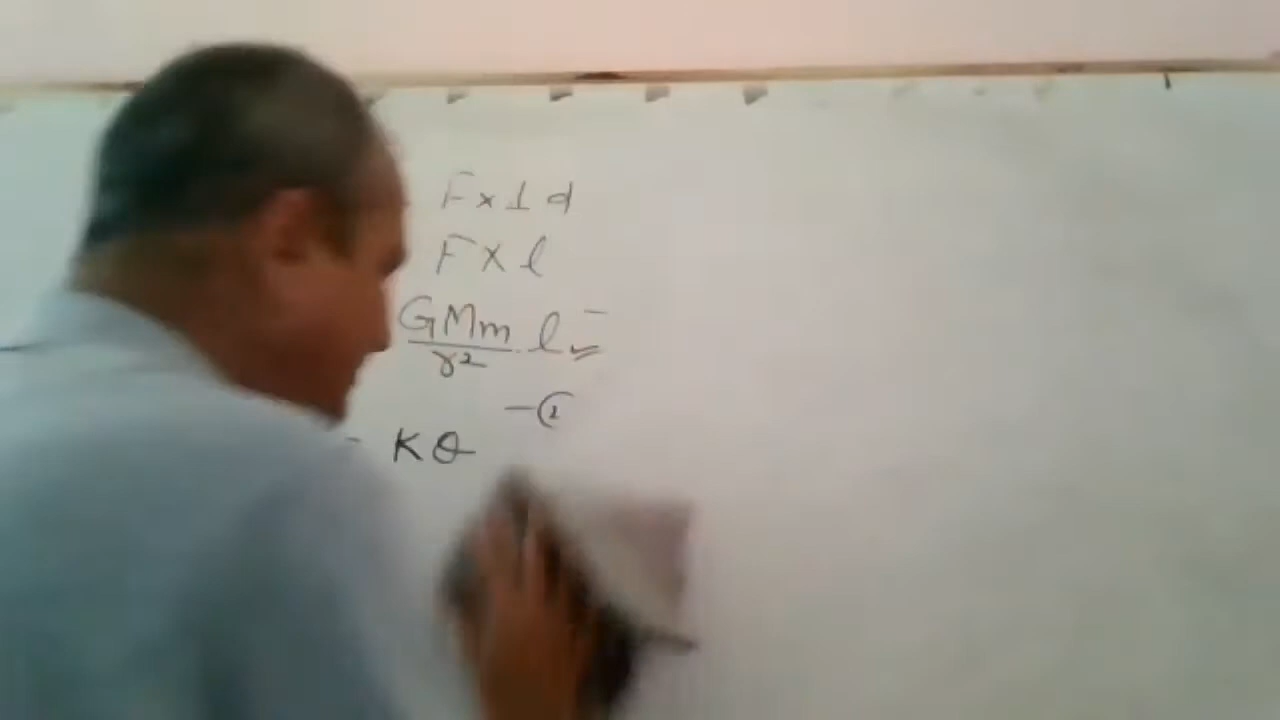 F × ⊥ d
F × l
GMm/r² . l
- ①
- Kθ